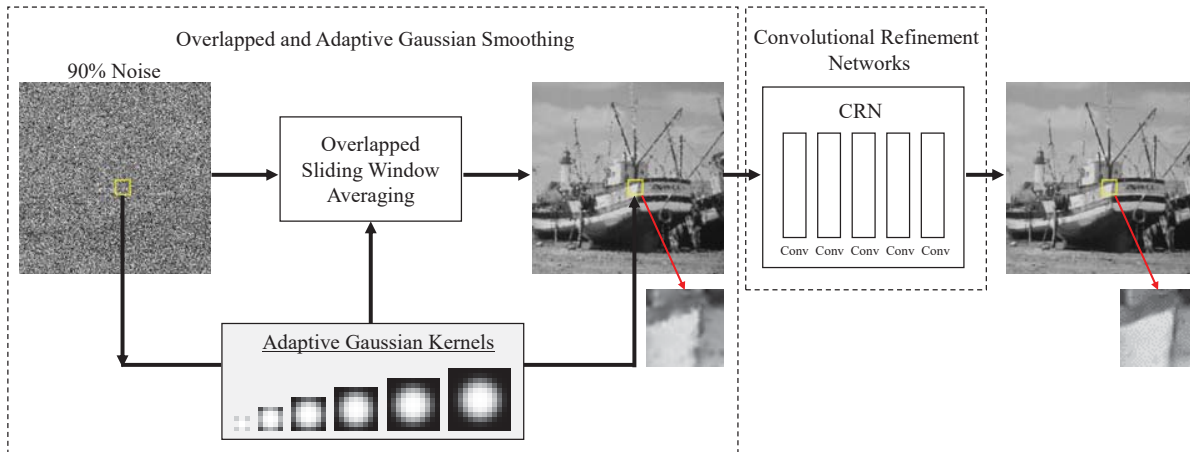 Overlapped and Adaptive Gaussian Smoothing
90% Noise
Overlapped
Sliding Window
Averaging
Adaptive Gaussian Kernels
Convolutional Refinement
Networks
CRN
Conv Conv Conv Conv Conv